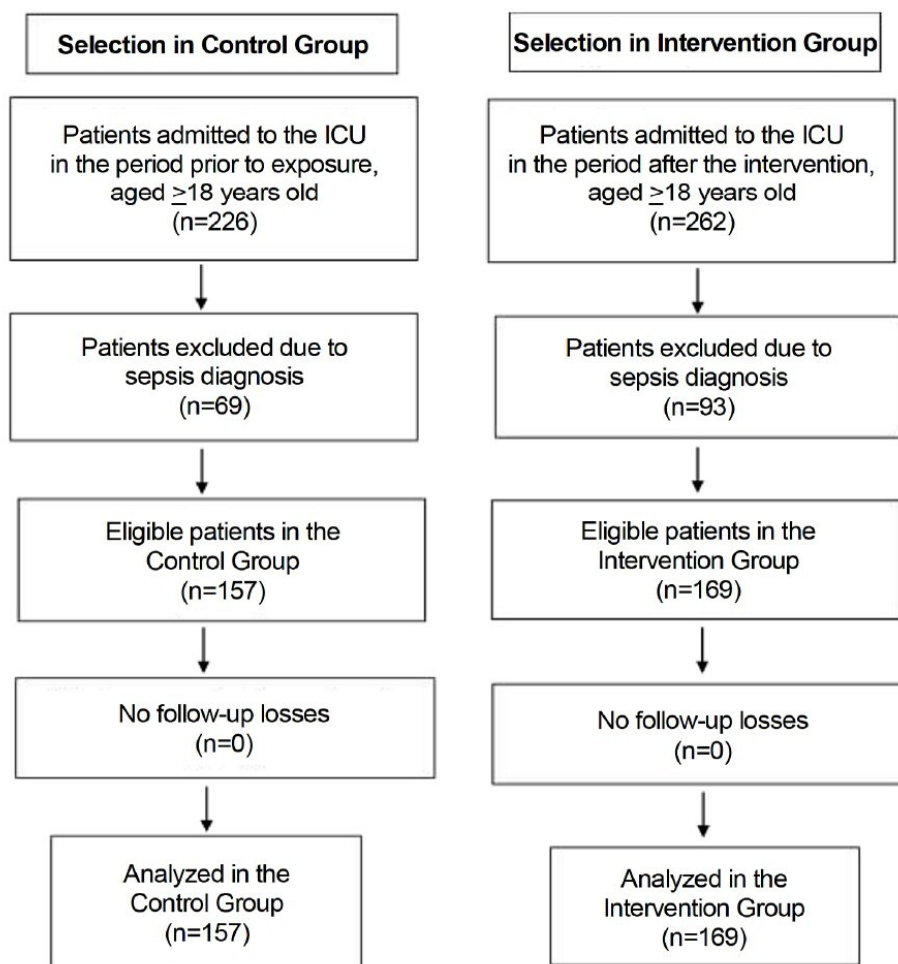 Selection in Control Group
Patients admitted to the ICU
in the period prior to exposure,
aged ≥18 years old
(n=226)
Patients excluded due to
sepsis diagnosis
(n=69)
Eligible patients in the
Control Group
(n=157)
No follow-up losses
(n=0)
Analyzed in the
Control Group
(n=157)
Selection in Intervention Group
Patients admitted to the ICU
in the period after the intervention,
aged ≥18 years old
(n=262)
Patients excluded due to
sepsis diagnosis
(n=93)
Eligible patients in the
Intervention Group
(n=169)
No follow-up losses
(n=0)
Analyzed in the
Intervention Group
(n=169)